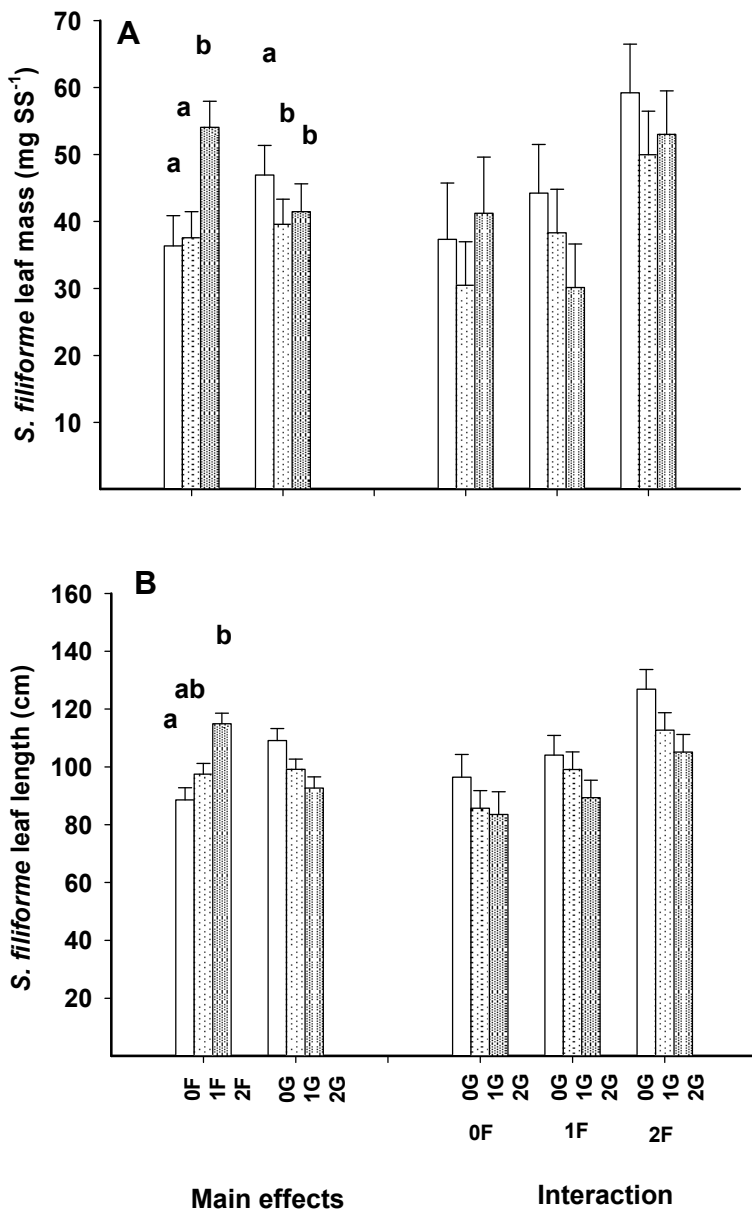 A
S. filiforme leaf mass (mg SS⁻¹)
70
60
50
40
30
20
10
a
a
b
a
b
b
B
S. filiforme leaf length (cm)
160
140
120
100
80
60
40
20
a
ab
b
0F
1F
2F
0G
1G
2G
0G
1G
2G
0G
1G
2G
0G
1G
2G
0F
1F
2F
Main effects
Interaction